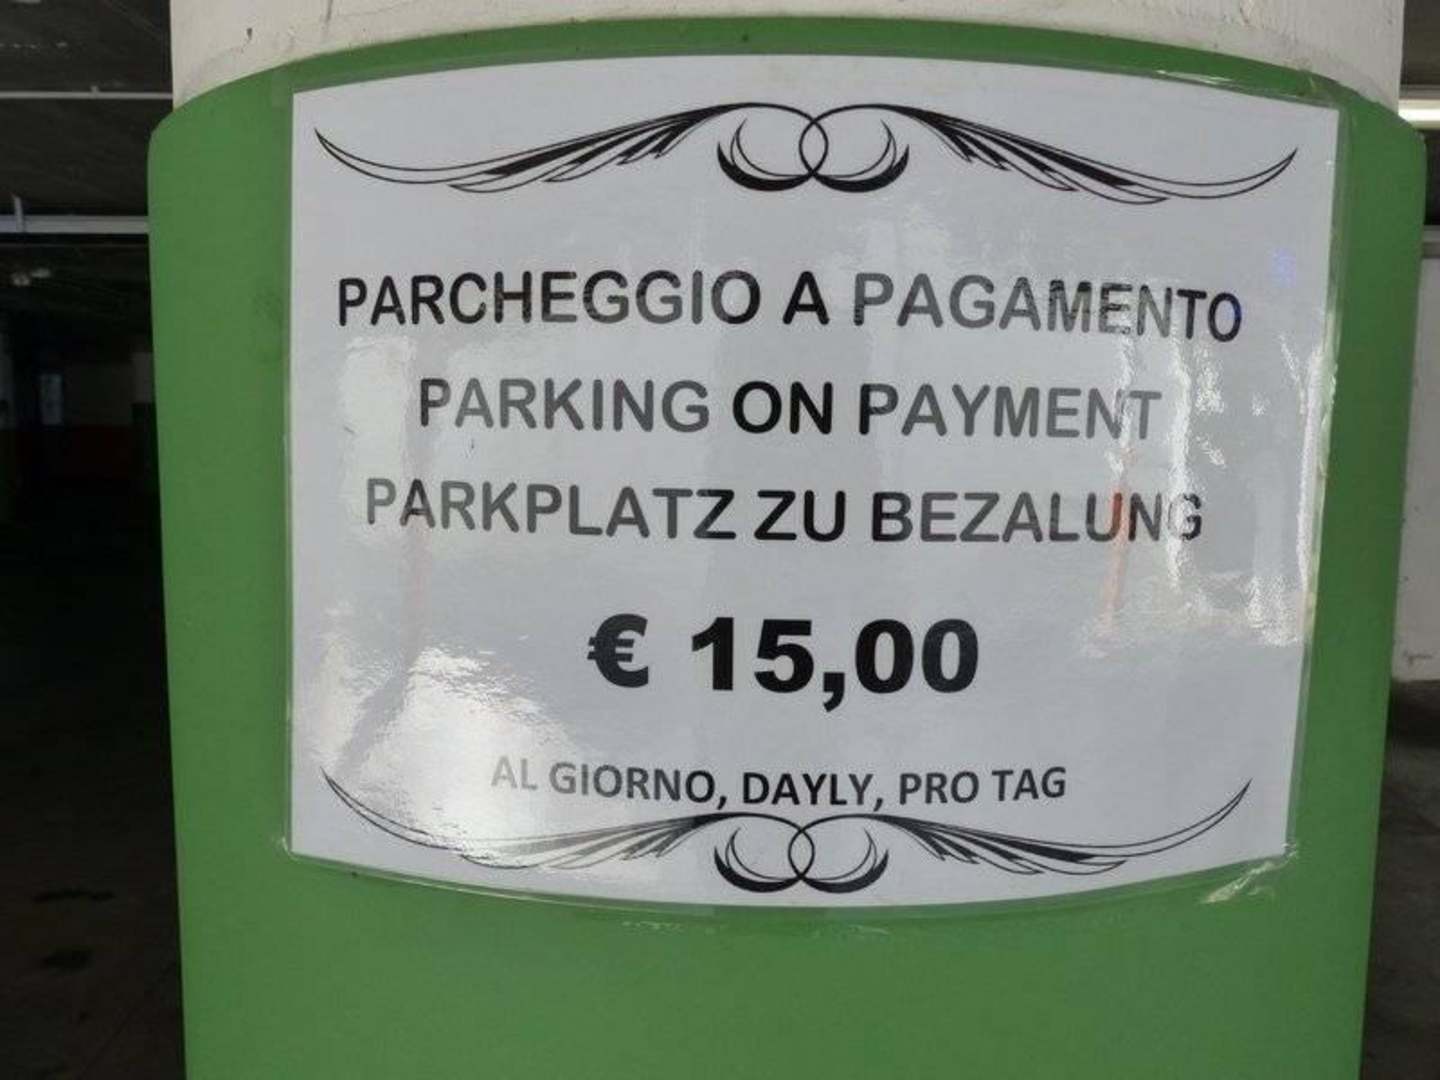 PARCHEGGIO A PAGAMENTO
PARKING ON PAYMENT
PARKPLATZ ZU BEZALUNG
€ 15,00
AL GIORNO, DAYLY, PRO TAG